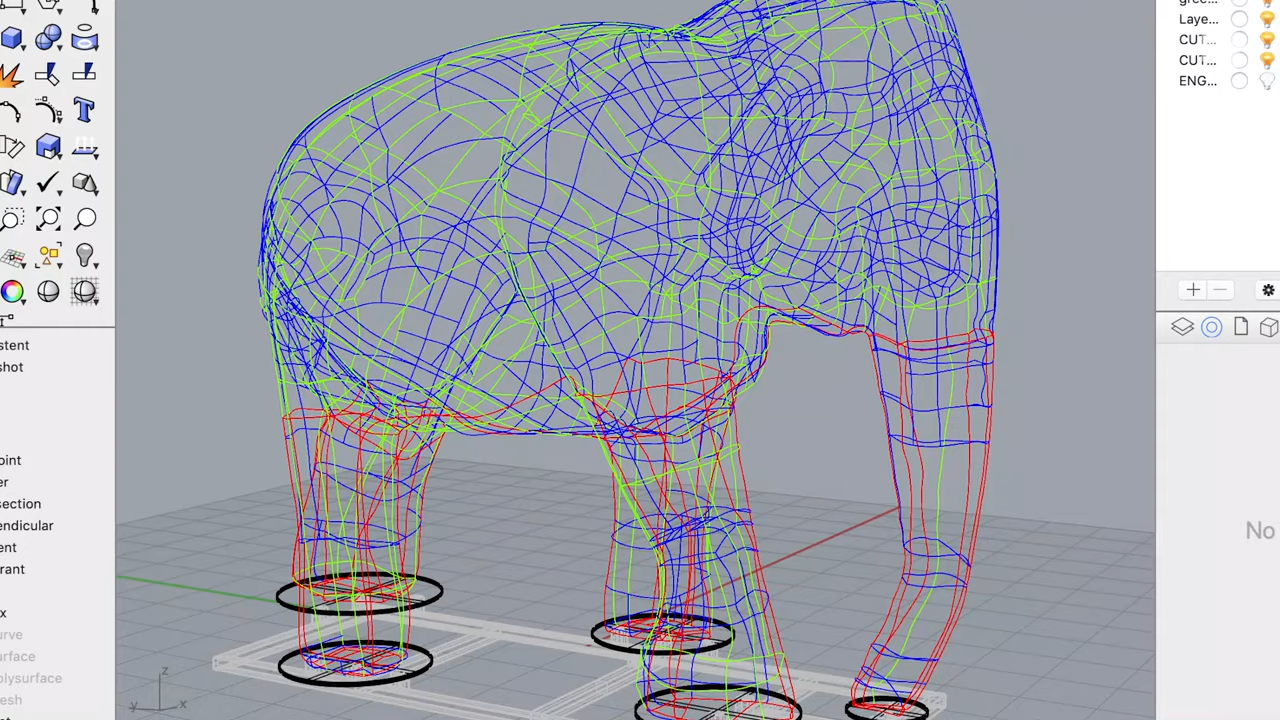 Laye...
CUT...
CUT...
ENG...
stent
shot
oint
er
section
endicular
ent
rant
x
urve
urface
olysurface
esh
No
z
y
x